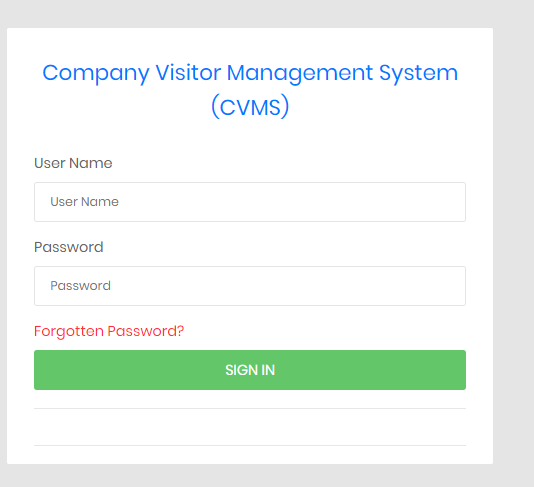 Company Visitor Management System
(CVMS)
User Name
User Name
Password
Password
Forgotten Password?
SIGN IN